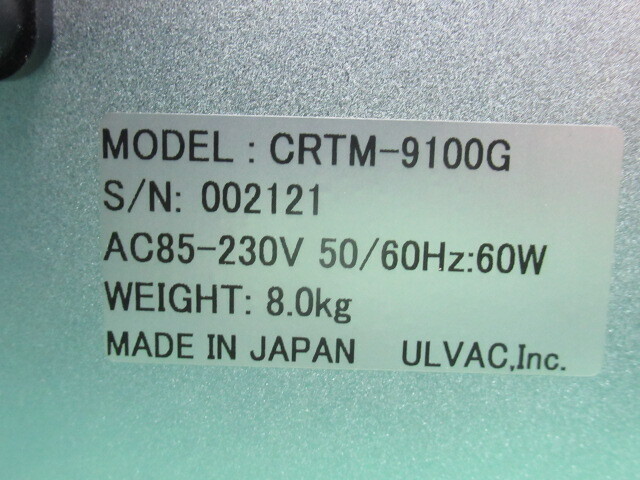 MODEL : CRTM-9100G
S/N: 002121
AC85-230V 50/60Hz:60W
WEIGHT: 8.0kg
MADE IN JAPAN ULVAC,Inc.